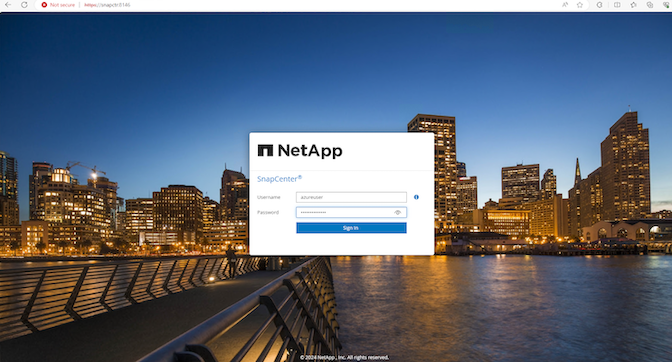 Not secure
https://snapctr:8146
NetApp
SnapCenter®
Username
azureuser
Password
Sign In
© 2024 NetApp , Inc. All rights reserved.